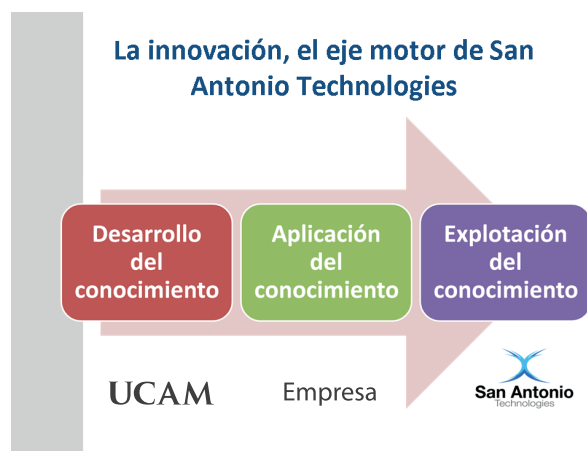 La innovación, el eje motor de San
Antonio Technologies
Desarrollo
del
conocimiento
Aplicación
del
conocimiento
Explotación
del
conocimiento
UCAM
Empresa
San Antonio
Technologies